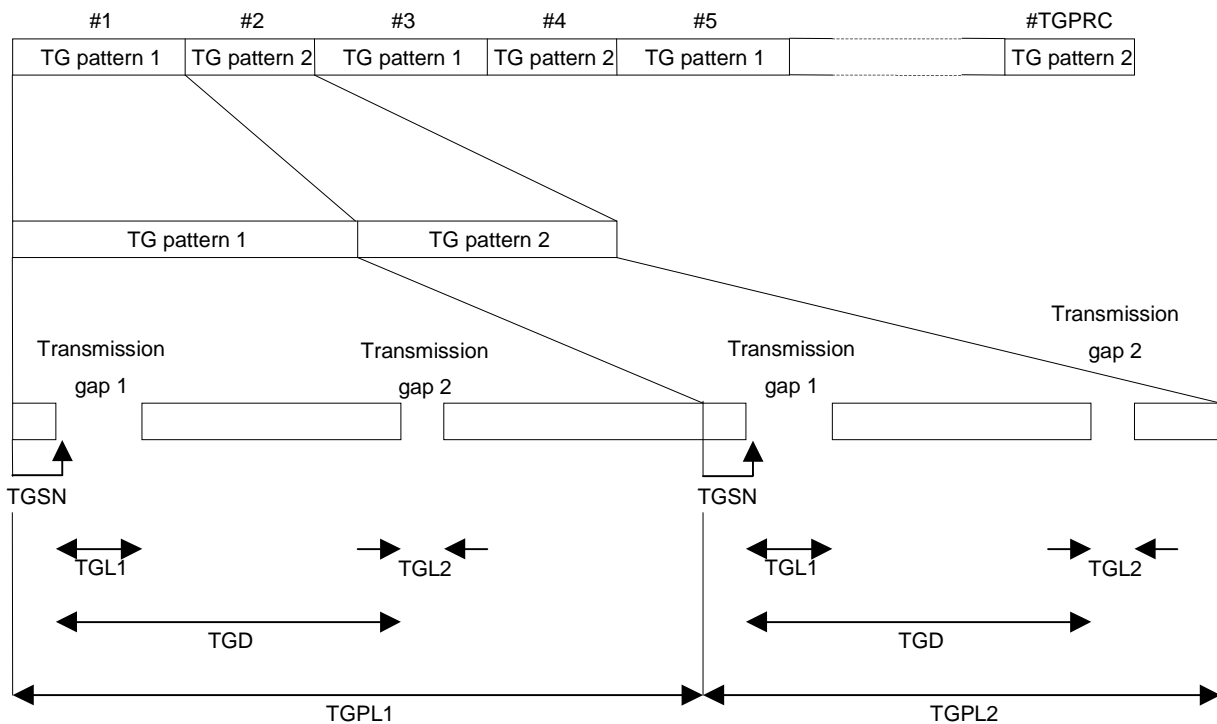 #1 #2 #3 #4 #5 #TGPRC
TG pattern 1 TG pattern 2 TG pattern 1 TG pattern 2 TG pattern 1 TG pattern 2
TG pattern 1 TG pattern 2
Transmission
gap 1
Transmission
gap 2
Transmission
gap 1
Transmission
gap 2
TGSN TGSN
TGL1 TGL2 TGL1 TGL2
TGD TGD
TGPL1 TGPL2